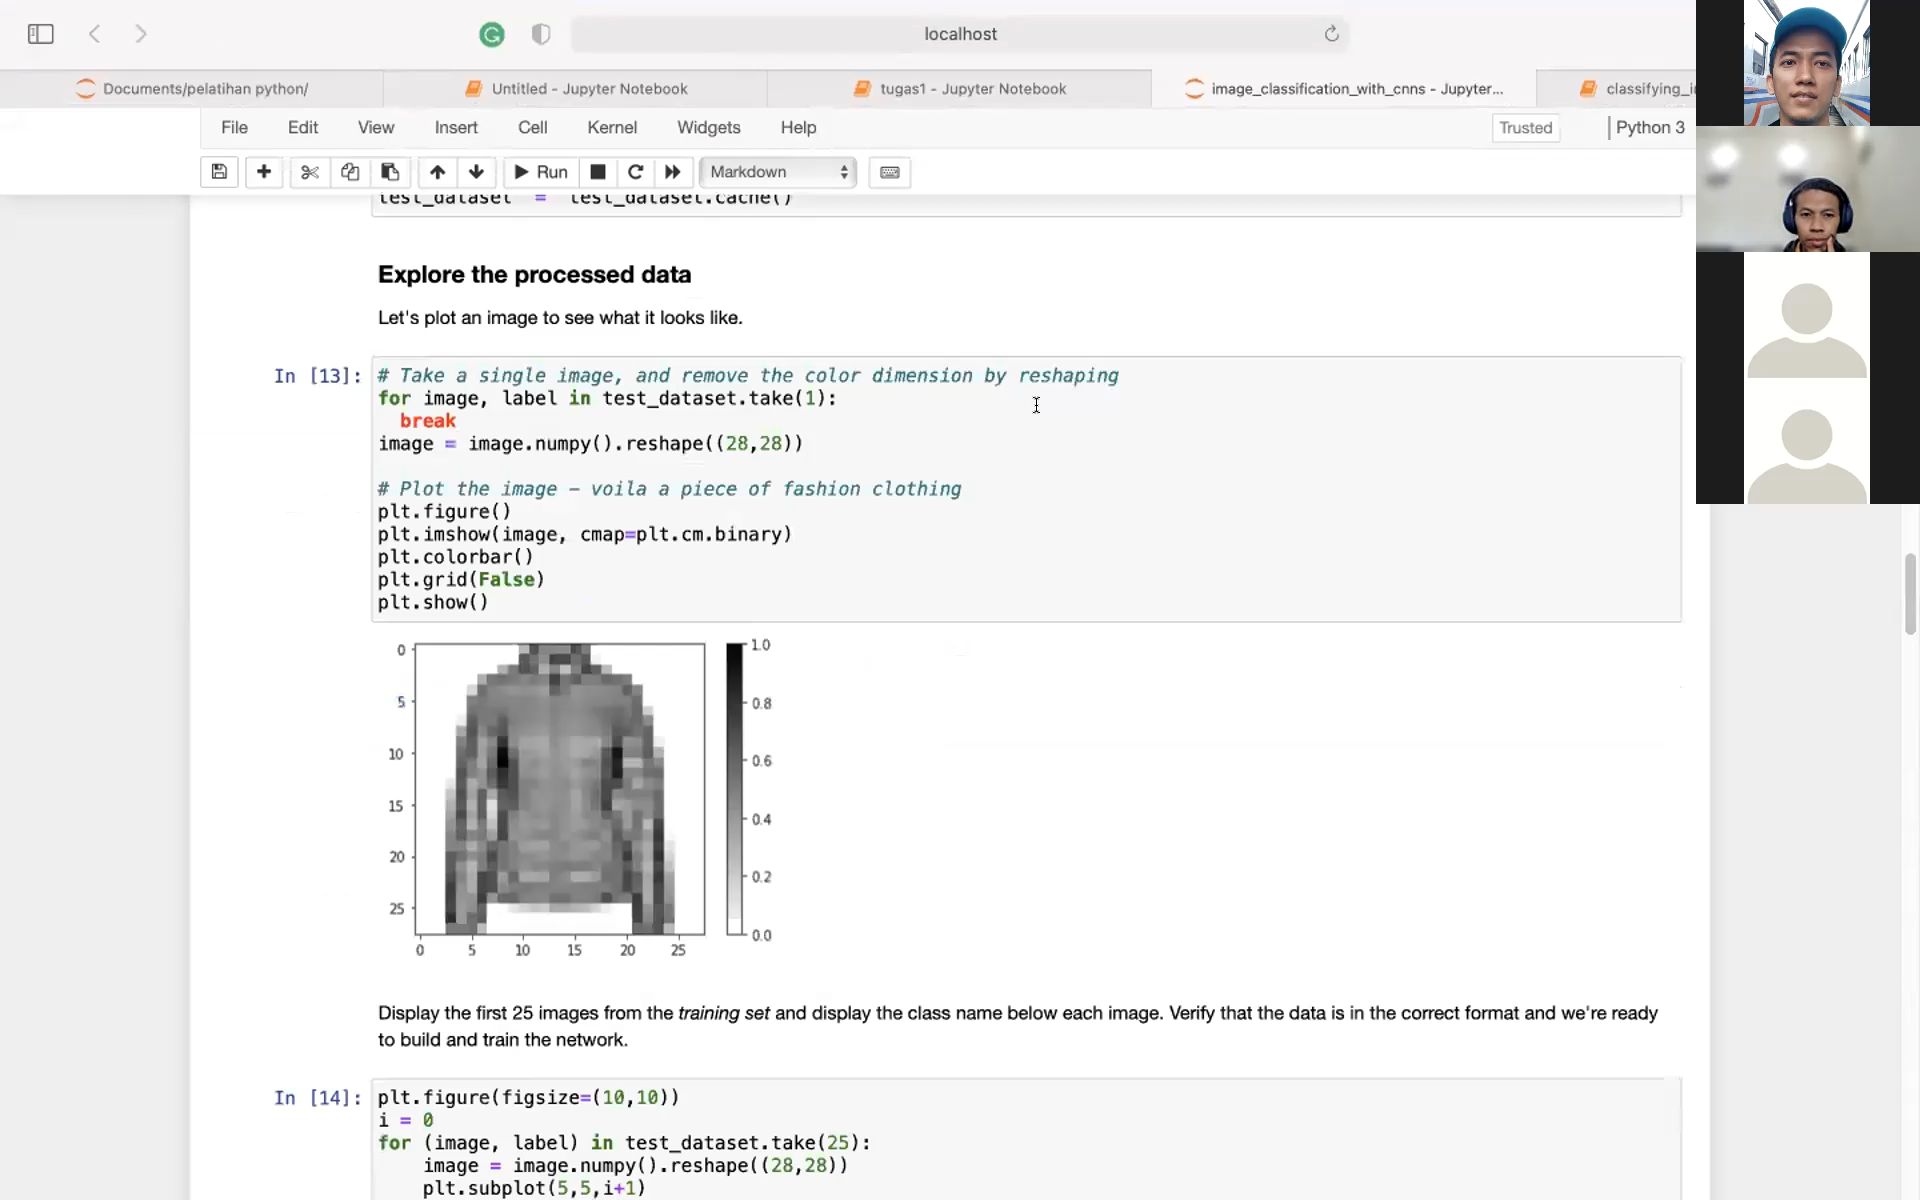 localhost
Documents/pelatihan python/
Untitled - Jupyter Notebook
tugas1 - Jupyter Notebook
image_classification_with_cnns - Jupyter...
classifying_i
File Edit View Insert Cell Kernel Widgets Help
Trusted
Python 3
Run
Markdown
test_dataset = test_dataset.cache()
Explore the processed data
Let's plot an image to see what it looks like.
In [13]:
# Take a single image, and remove the color dimension by reshaping
for image, label in test_dataset.take(1):
break
image = image.numpy().reshape((28,28))
# Plot the image - voila a piece of fashion clothing
plt.figure()
plt.imshow(image, cmap=plt.cm.binary)
plt.colorbar()
plt.grid(False)
plt.show()
0
5
10
15
20
25
0 5 10 15 20 25
1.0
0.8
0.6
0.4
0.2
0.0
Display the first 25 images from the training set and display the class name below each image. Verify that the data is in the correct format and we're ready
to build and train the network.
In [14]:
plt.figure(figsize=(10,10))
i = 0
for (image, label) in test_dataset.take(25):
image = image.numpy().reshape((28,28))
plt.subplot(5,5,i+1)